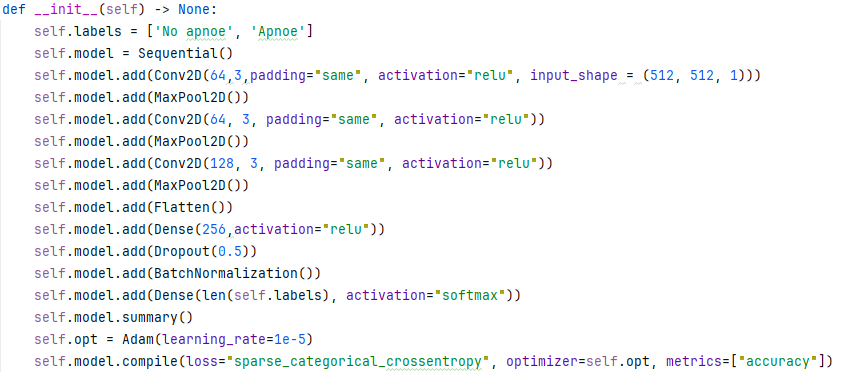 def __init__(self) -> None:
    self.labels = ['No apnoe', 'Apnoe']
    self.model = Sequential()
    self.model.add(Conv2D(64,3,padding="same", activation="relu", input_shape = (512, 512, 1)))
    self.model.add(MaxPool2D())
    self.model.add(Conv2D(64, 3, padding="same", activation="relu"))
    self.model.add(MaxPool2D())
    self.model.add(Conv2D(128, 3, padding="same", activation="relu"))
    self.model.add(MaxPool2D())
    self.model.add(Flatten())
    self.model.add(Dense(256,activation="relu"))
    self.model.add(Dropout(0.5))
    self.model.add(BatchNormalization())
    self.model.add(Dense(len(self.labels), activation="softmax"))
    self.model.summary()
    self.opt = Adam(learning_rate=1e-5)
    self.model.compile(loss="sparse_categorical_crossentropy", optimizer=self.opt, metrics=["accuracy"])